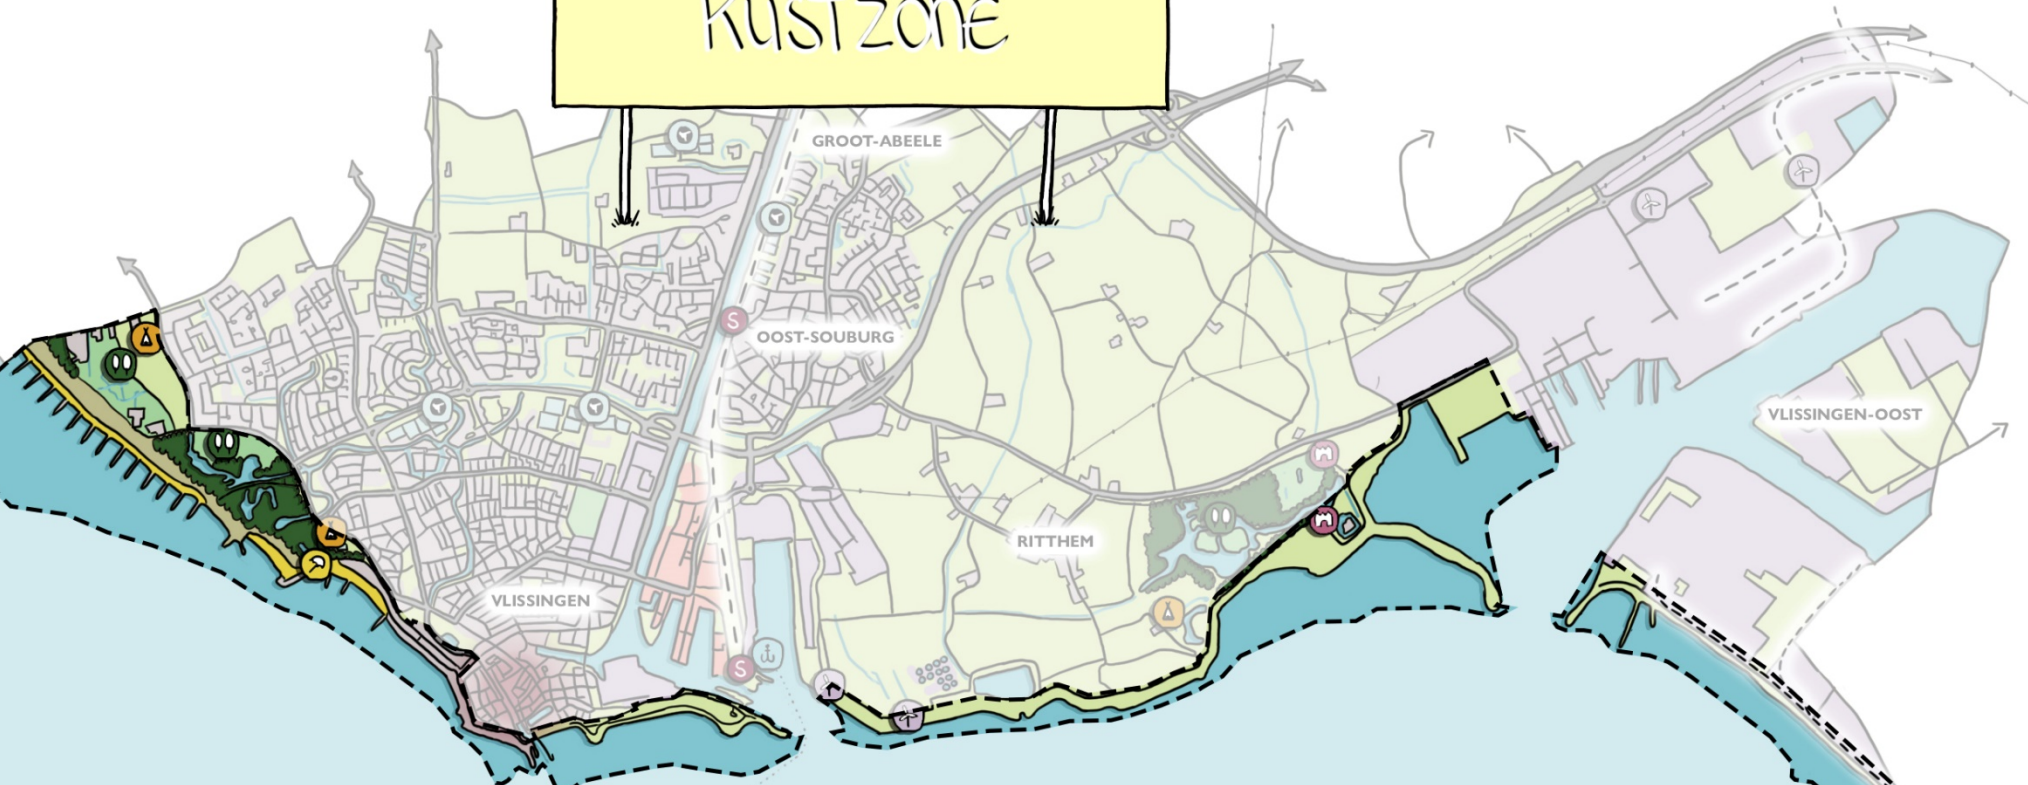 KUSTZONE
GROOT-ABEELE
S
OOST-SOUBURG
VLISSINGEN-OOST
RITTHEM
VLISSINGEN
S